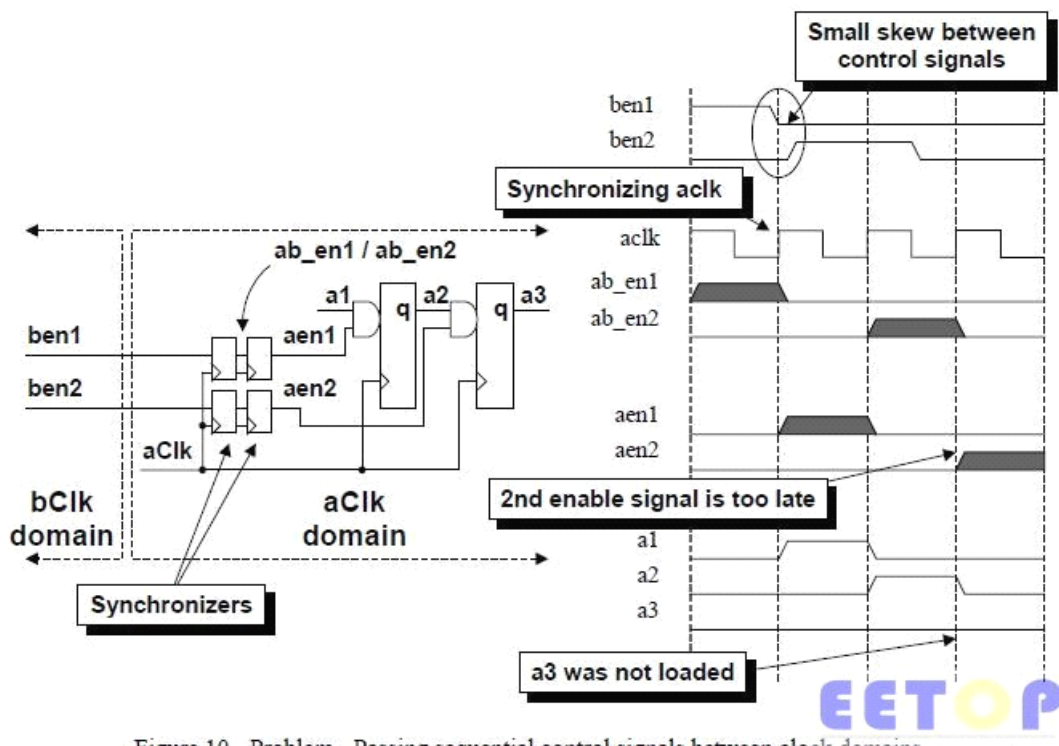 Small skew between
control signals
ben1
ben2
Synchronizing aclk
aclk
ab_en1
ab_en2
aen1
aen2
2nd enable signal is too late
a1
a2
a3
a3 was not loaded
ab_en1 / ab_en2
a1
q
a2
q
a3
ben1
aen1
ben2
aen2
aClk
bClk
domain
aClk
domain
Synchronizers
EETOP
Figure 10 - Problem - Passing sequential control signals between clock domains